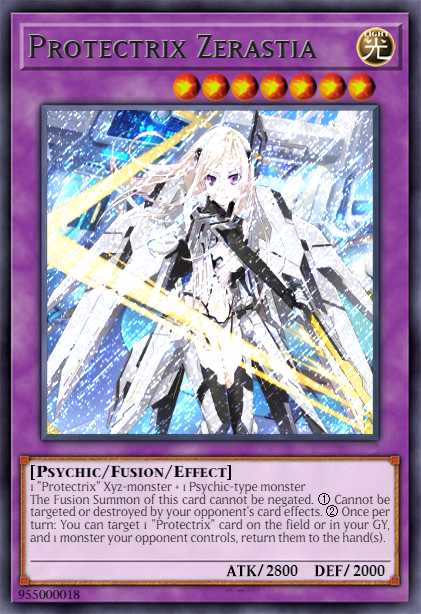 Protectrix Zerastia
LIGHT
光
[Psychic/Fusion/Effect]
1 "Protectrix" Xyz-monster + 1 Psychic-type monster
The Fusion Summon of this card cannot be negated. ① Cannot be
targeted or destroyed by your opponent's card effects. ② Once per
turn: You can target 1 "Protectrix" card on the field or in your GY,
and 1 monster your opponent controls, return them to the hand(s).
ATK/2800 DEF/2000
955000018